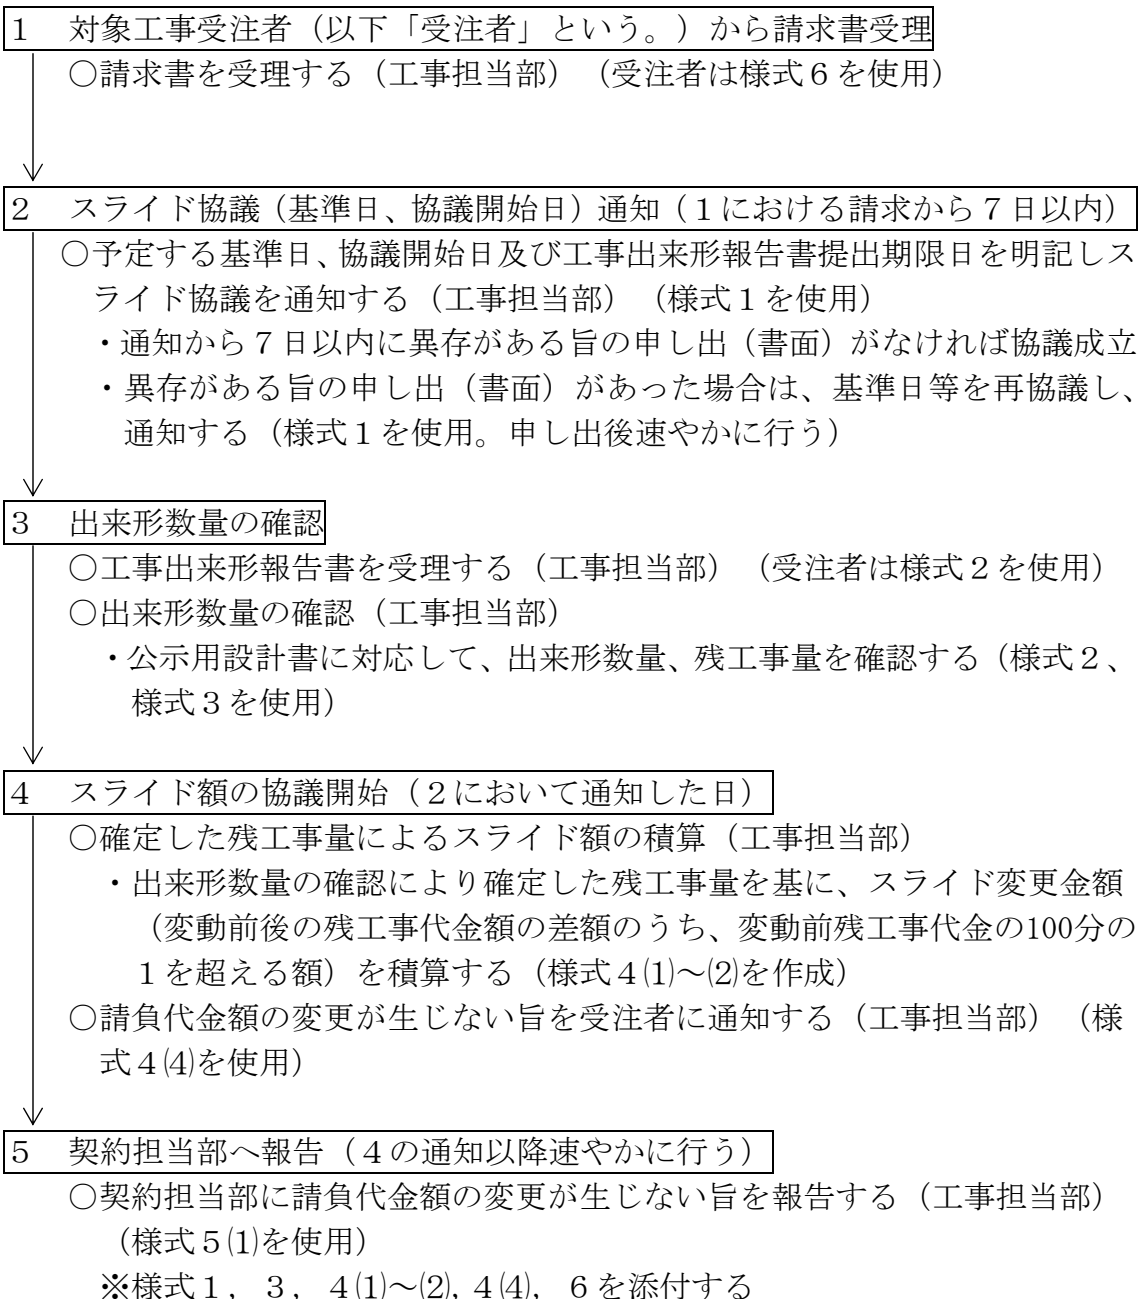 １　対象工事受注者（以下「受注者」という。）から請求書受理
○請求書を受理する（工事担当部）（受注者は様式６を使用）
２　スライド協議（基準日、協議開始日）通知（１における請求から７日以内）
○予定する基準日、協議開始日及び工事出来形報告書提出期限日を明記しス
ライド協議を通知する（工事担当部）（様式１を使用）
・通知から７日以内に異存がある旨の申し出（書面）がなければ協議成立
・異存がある旨の申し出（書面）があった場合は、基準日等を再協議し、
通知する（様式１を使用。申し出後速やかに行う）
３　出来形数量の確認
○工事出来形報告書を受理する（工事担当部）（受注者は様式２を使用）
○出来形数量の確認（工事担当部）
・公示用設計書に対応して、出来形数量、残工事量を確認する（様式２、
様式３を使用）
４　スライド額の協議開始（２において通知した日）
○確定した残工事量によるスライド額の積算（工事担当部）
・出来形数量の確認により確定した残工事量を基に、スライド変更金額
（変動前後の残工事代金額の差額のうち、変動前残工事代金の100分の
１を超える額）を積算する（様式４⑴～⑵を作成）
○請負代金額の変更が生じない旨を受注者に通知する（工事担当部）（様
式４⑷を使用）
５　契約担当部へ報告（４の通知以降速やかに行う）
○契約担当部に請負代金額の変更が生じない旨を報告する（工事担当部）
（様式５⑴を使用）
※様式１，３，４⑴～⑵, ４⑷，６を添付する